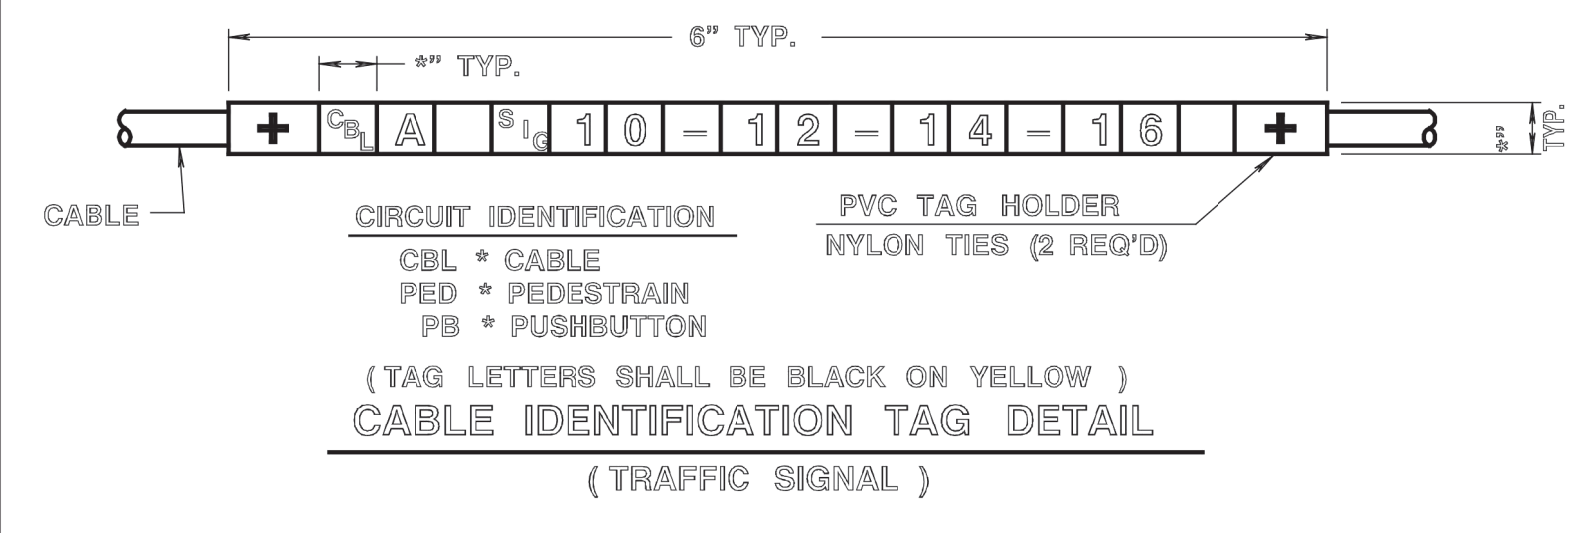 6” TYP.
*” TYP.
+ CBL A SIG 10-12-14-16 +
*” TYP.
CABLE
PVC TAG HOLDER
NYLON TIES (2 REQ'D)
CIRCUIT IDENTIFICATION
CBL * CABLE
PED * PEDESTRAIN
PB * PUSHBUTTON
( TAG LETTERS SHALL BE BLACK ON YELLOW )
CABLE IDENTIFICATION TAG DETAIL
( TRAFFIC SIGNAL )